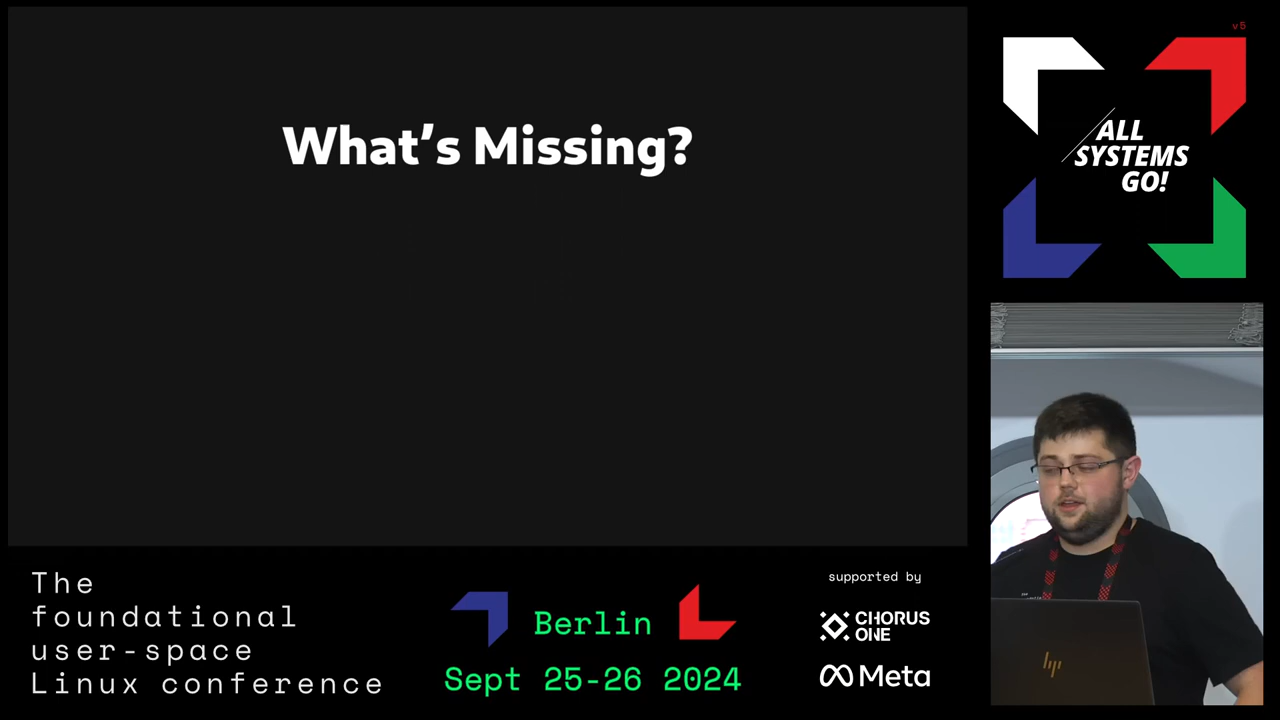 What's Missing?
v5
ALL
SYSTEMS
GO!
The
foundational
user-space
Linux conference
Berlin
Sept 25-26 2024
supported by
CHORUS
ONE
Meta
hp